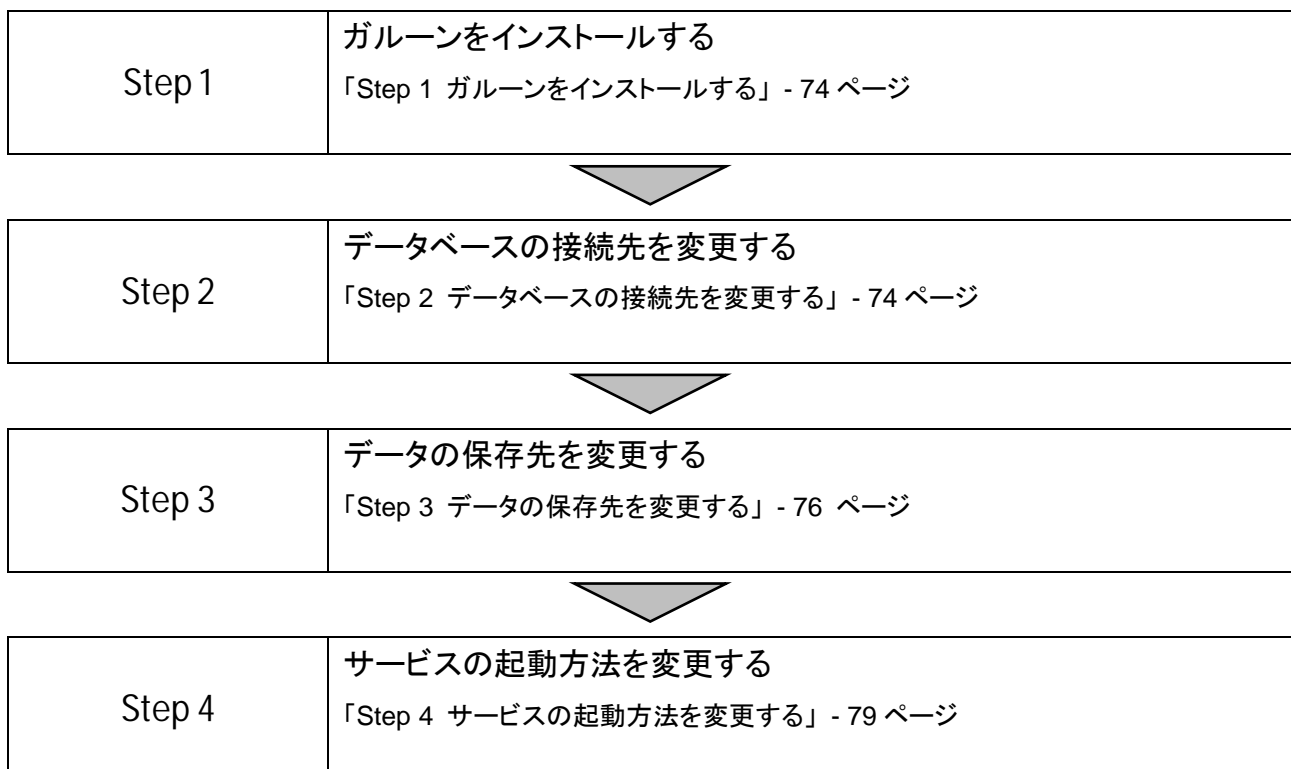 Step 1
ガルーンをインストールする
「Step 1 ガルーンをインストールする」 - 74 ページ
Step 2
データベースの接続先を変更する
「Step 2 データベースの接続先を変更する」 - 74 ページ
Step 3
データの保存先を変更する
「Step 3 データの保存先を変更する」 - 76 ページ
Step 4
サービスの起動方法を変更する
「Step 4 サービスの起動方法を変更する」 - 79 ページ